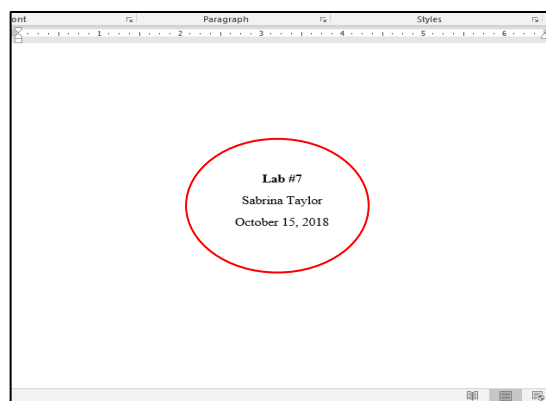 ont Paragraph Styles
1 2 3 4 5 6
Lab #7
Sabrina Taylor
October 15, 2018